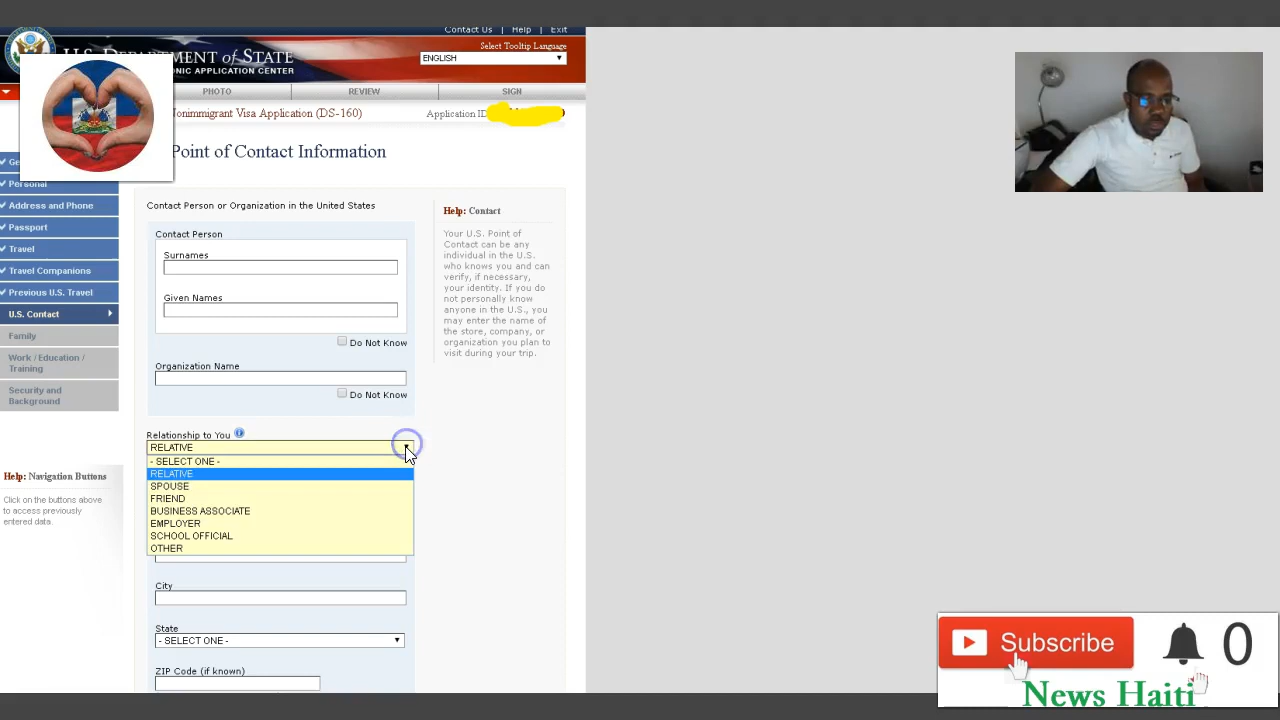 Contact Us | Help | Exit
U.S. DEPARTMENT of STATE
Select Tooltip Language
ENGLISH
ONIC APPLICATION CENTER
PHOTO
REVIEW
SIGN
Nonimmigrant Visa Application (DS-160)
Application ID
Point of Contact Information
Personal
Address and Phone
Passport
Travel
Travel Companions
Previous U.S. Travel
U.S. Contact
Family
Work / Education /
Training
Security and
Background
Help: Navigation Buttons
Click on the buttons above
to access previously
entered data.
Contact Person or Organization in the United States
Contact Person
Surnames
Given Names
Do Not Know
Organization Name
Do Not Know
Relationship to You
RELATIVE
- SELECT ONE -
RELATIVE
SPOUSE
FRIEND
BUSINESS ASSOCIATE
EMPLOYER
SCHOOL OFFICIAL
OTHER
City
State
- SELECT ONE -
ZIP Code (if known)
Help: Contact
Your U.S. Point of
Contact can be any
individual in the U.S.
who knows you and can
verify, if necessary,
your identity. If you do
not personally know
anyone in the U.S., you
may enter the name of
the store, company, or
organization you plan to
visit during your trip.
Subscribe
0
News Haiti